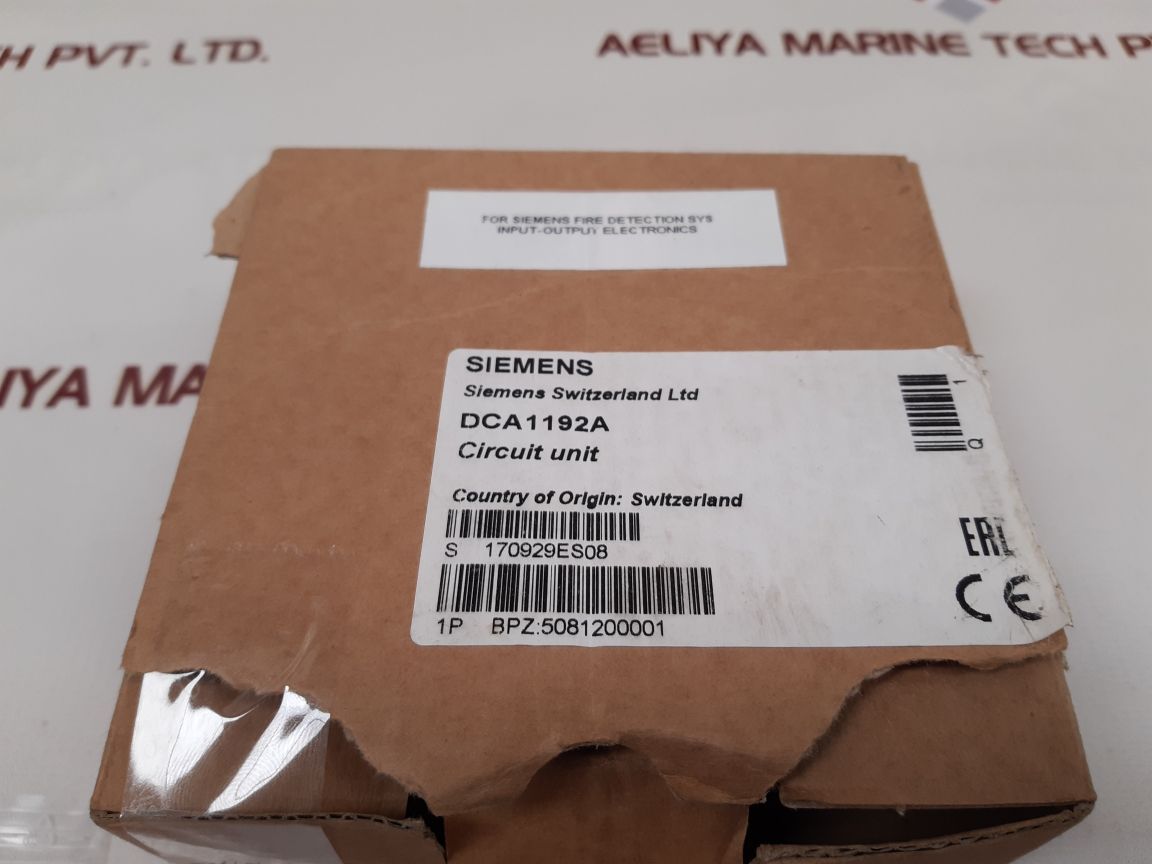 H PVT. LTD.
AELIYA MARINE TECH P
IYA MA
FOR SIEMENS FIRE DETECTION SYS
INPUT-OUTPUT ELECTRONICS
SIEMENS
Siemens Switzerland Ltd
DCA1192A
Circuit unit
1
Q
Country of Origin: Switzerland
S 170929ES08
1P BPZ:5081200001
CE